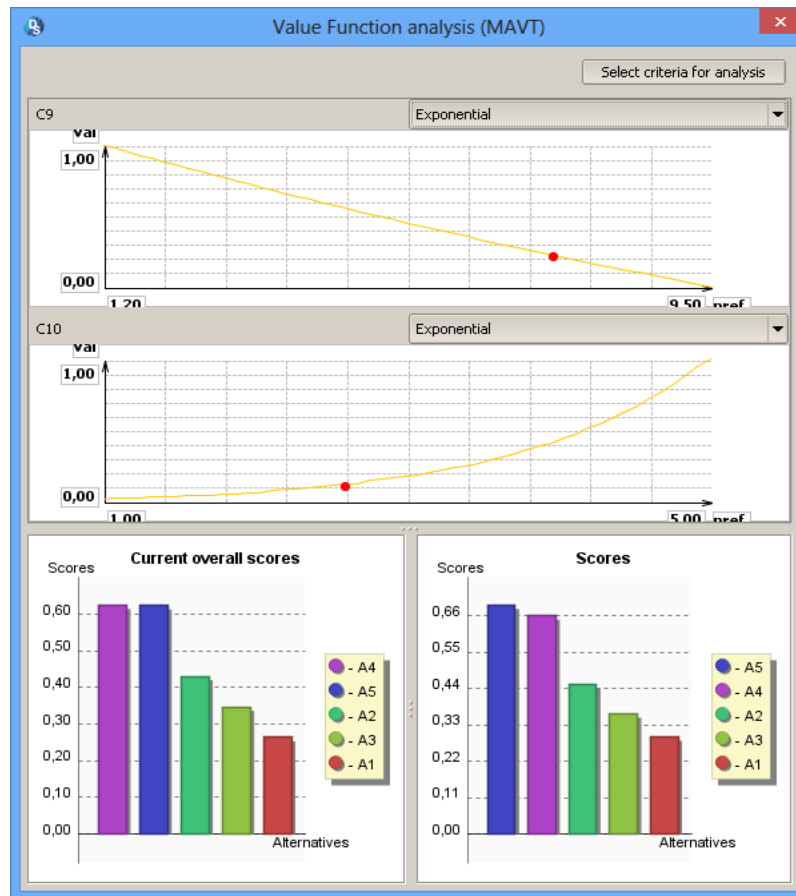 Value Function analysis (MAVT)
Select criteria for analysis
C9
Exponential
Val
1,00
0,00
1.20
9.50 pref
C10
Exponential
Val
1,00
0,00
1.00
5.00 pref
Current overall scores
Scores
0,60
0,50
0,40
0,30
0,20
0,10
0,00
Alternatives
- A4
- A5
- A2
- A3
- A1
Scores
Scores
0,66
0,55
0,44
0,33
0,22
0,11
0,00
Alternatives
- A5
- A4
- A2
- A3
- A1